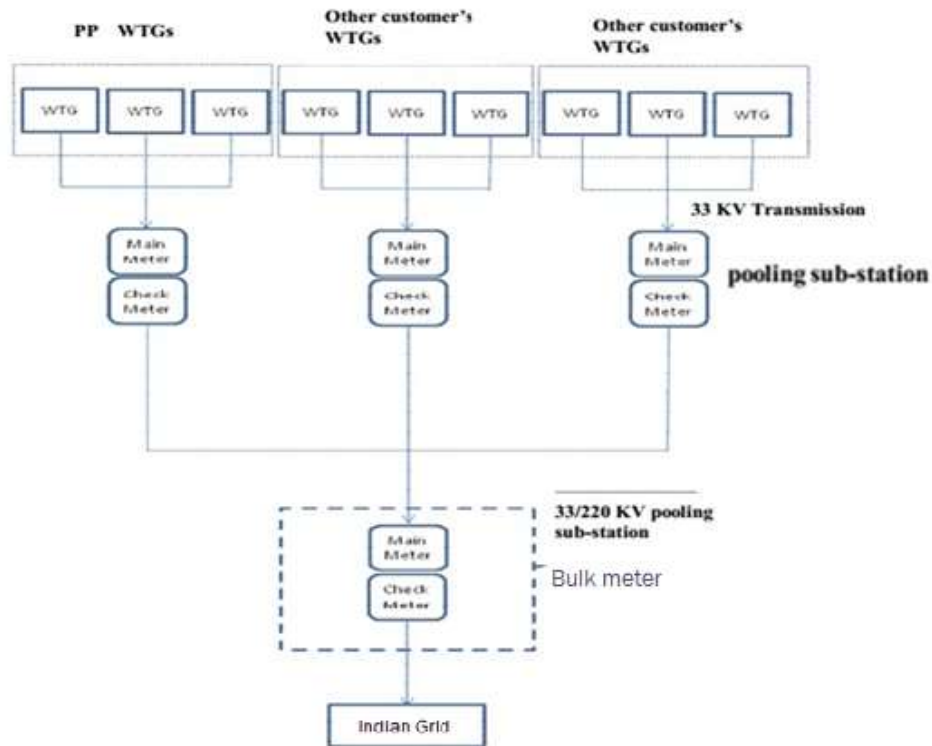 PP WTGs
Other customer's
WTGs
Other customer's
WTGs
WTG
WTG
WTG
WTG
WTG
WTG
WTG
WTG
WTG
33 KV Transmission
Main
Meter
Check
Meter
Main
Meter
Check
Meter
Main
Meter
Check
Meter
pooling sub-station
33/220 KV pooling
sub-station
Main
Meter
Check
Meter
Bulk meter
Indian Grid